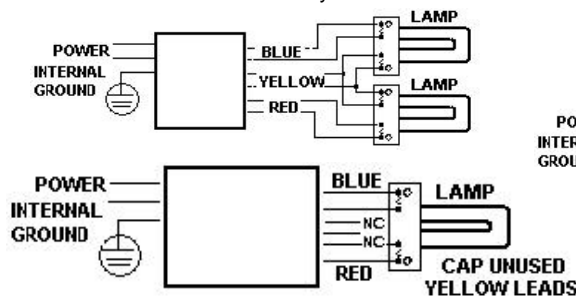 LAMP
POWER
BLUE
INTERNAL
GROUND
YELLOW
LAMP
RED
POWER
INTERNAL
GROUND
BLUE
LAMP
NC
NC
RED
CAP UNUSED
YELLOW LEADS